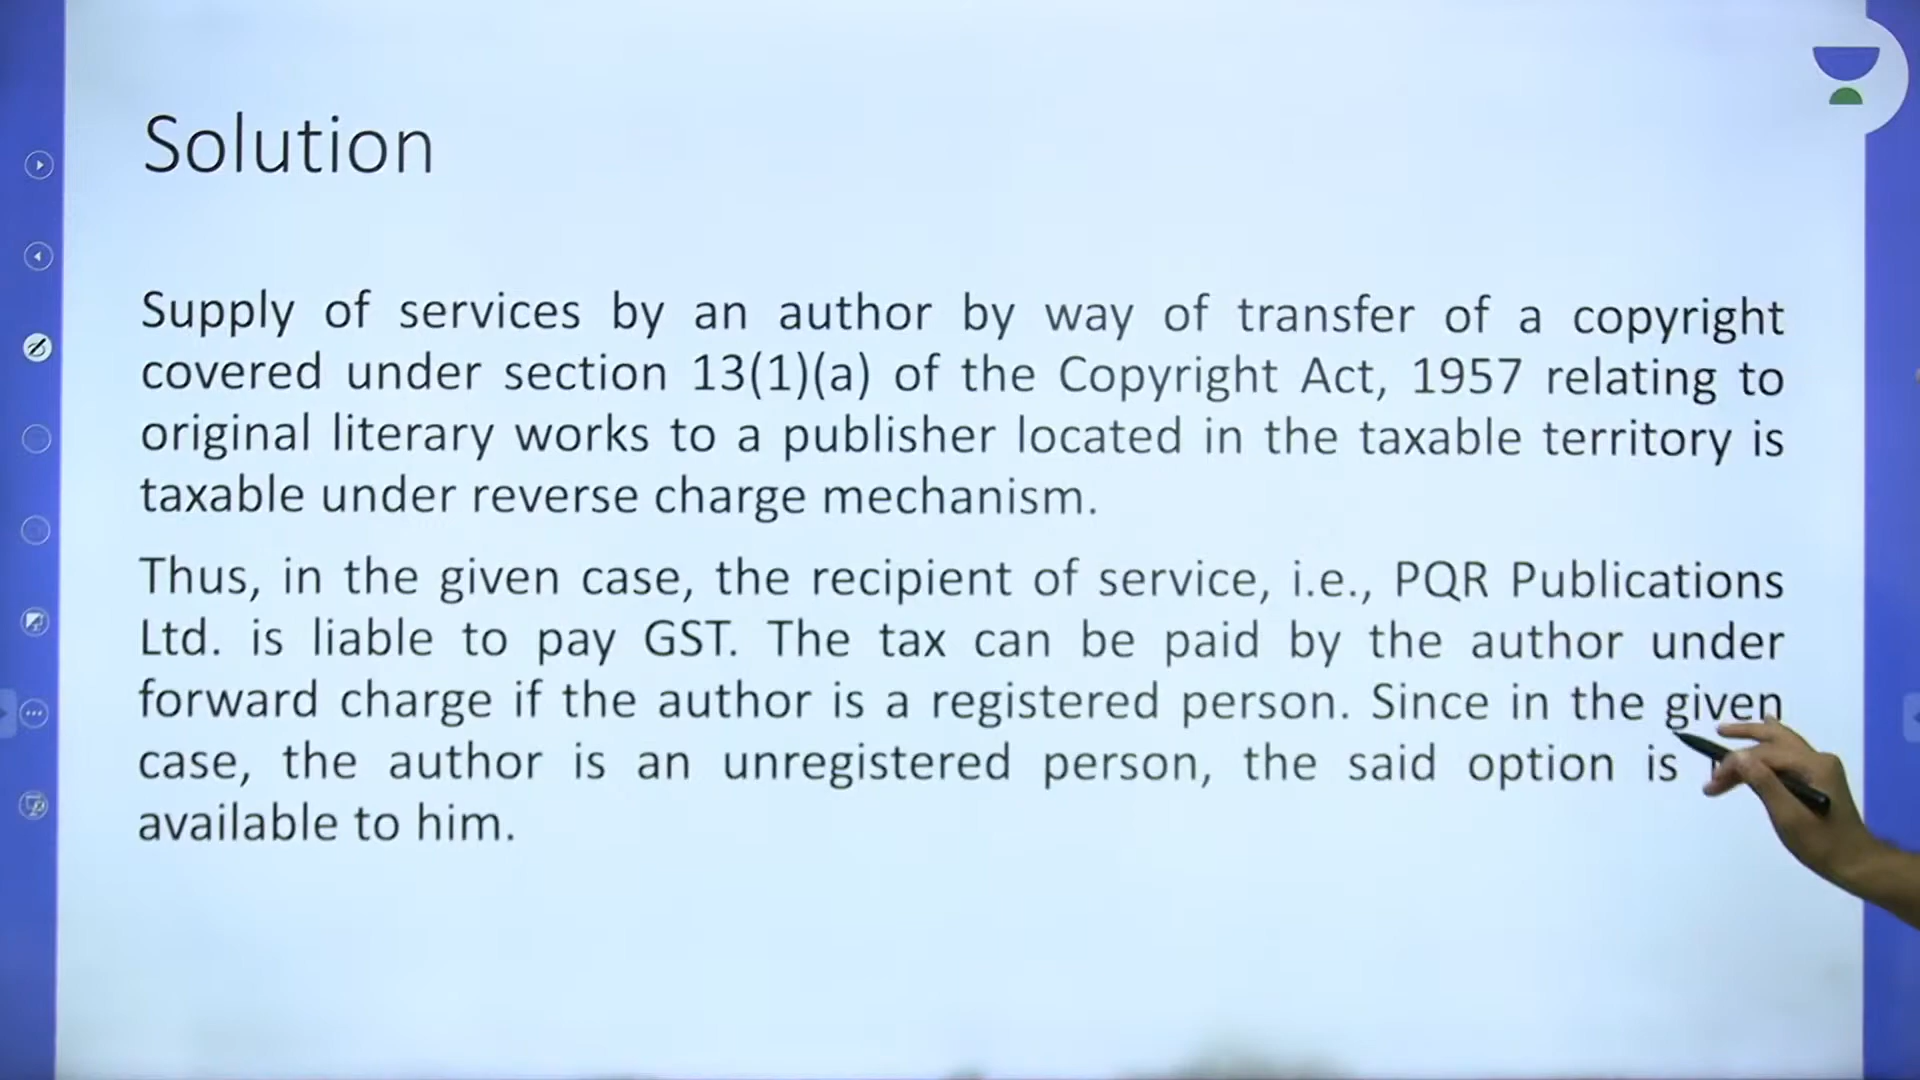 Solution
Supply of services by an author by way of transfer of a copyright
covered under section 13(1)(a) of the Copyright Act, 1957 relating to
original literary works to a publisher located in the taxable territory is
taxable under reverse charge mechanism.
Thus, in the given case, the recipient of service, i.e., PQR Publications
Ltd. is liable to pay GST. The tax can be paid by the author under
forward charge if the author is a registered person. Since in the given
case, the author is an unregistered person, the said option is
available to him.